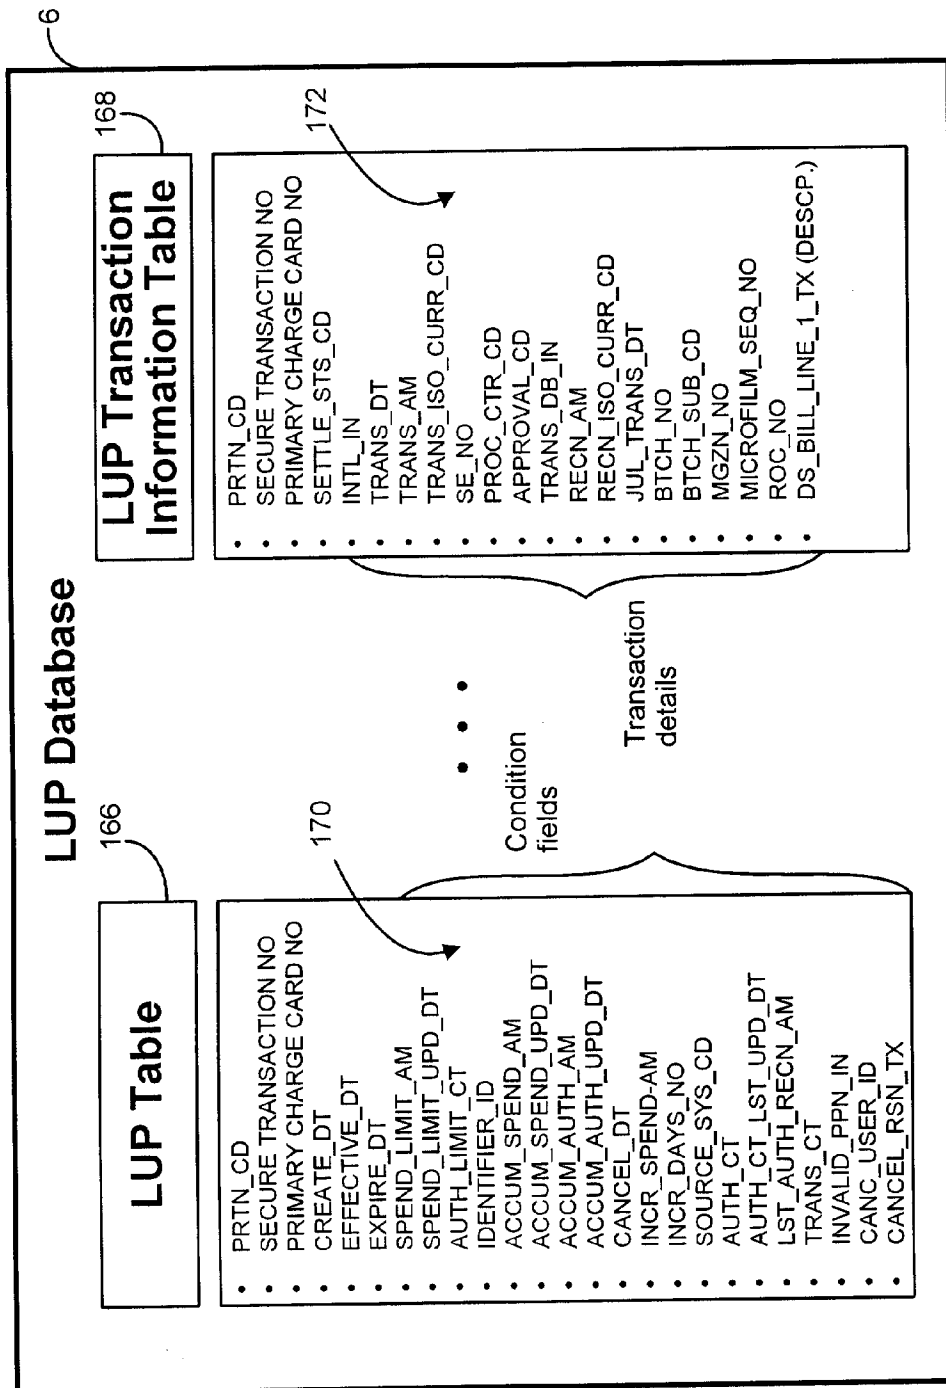 6
LUP Database
166
LUP Table
170
• PRTN_CD
• SECURE TRANSACTION NO
• PRIMARY CHARGE CARD NO
• CREATE_DT
• EFFECTIVE_DT
• EXPIRE_DT
• SPEND_LIMIT_AM
• SPEND_LIMIT_UPD_DT
• AUTH_LIMIT_CT
• IDENTIFIER_ID
• ACCUM_SPEND_AM
• ACCUM_SPEND_UPD_DT
• ACCUM_AUTH_AM
• ACCUM_AUTH_UPD_DT
• CANCEL_DT
• INCR_SPEND-AM
• INCR_DAYS_NO
• SOURCE_SYS_CD
• AUTH_CT
• AUTH_CT_LST_UPD_DT
• LST_AUTH_RECN_AM
• TRANS_CT
• INVALID_PPN_IN
• CANC_USER_ID
• CANCEL_RSN_TX
Condition
fields
• • •
Transaction
details
168
LUP Transaction
Information Table
172
• PRTN_CD
• SECURE TRANSACTION NO
• PRIMARY CHARGE CARD NO
• SETTLE_STS_CD
• INTL_IN
• TRANS_DT
• TRANS_AM
• TRANS_ISO_CURR_CD
• SE_NO
• PROC_CTR_CD
• APPROVAL_CD
• TRANS_DB_IN
• RECN_AM
• RECN_ISO_CURR_CD
• JUL_TRANS_DT
• BTCH_NO
• BTCH_SUB_CD
• MGZN_NO
• MICROFILM_SEQ_NO
• ROC_NO
• DS_BILL_LINE_1_TX (DESCP.)